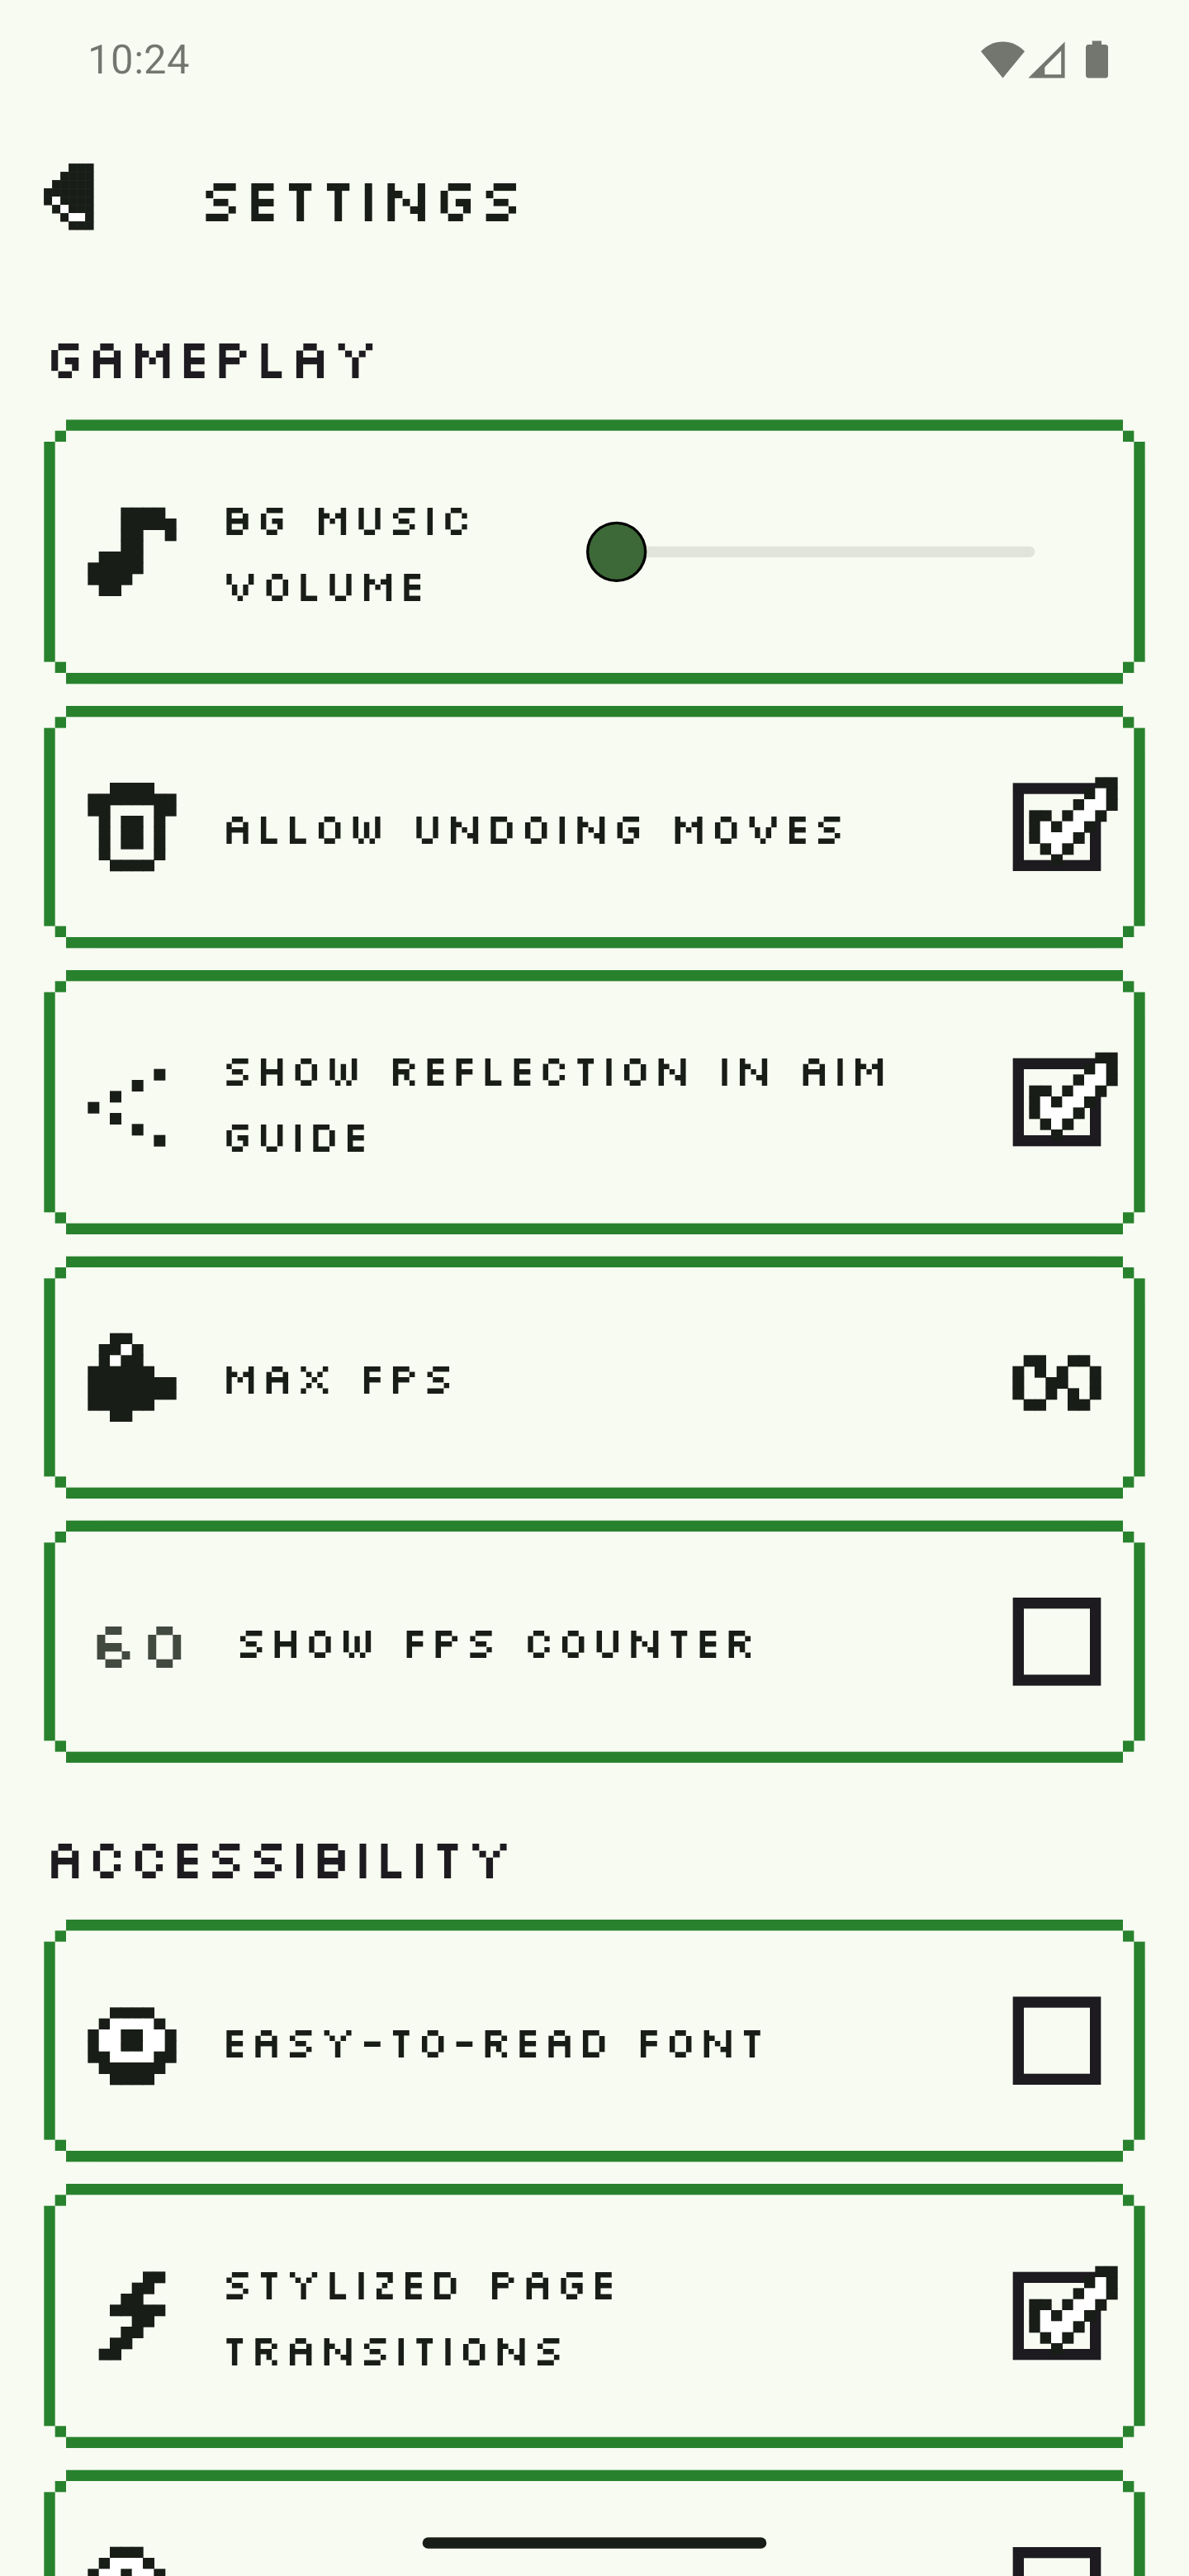 10:24
SETTINGS
GAMEPLAY
BG MUSIC
VOLUME
ALLOW UNDOING MOVES
SHOW REFLECTION IN AIM
GUIDE
MAX FPS
∞
60 SHOW FPS COUNTER
ACCESSIBILITY
EASY-TO-READ FONT
STYLIZED PAGE
TRANSITIONS